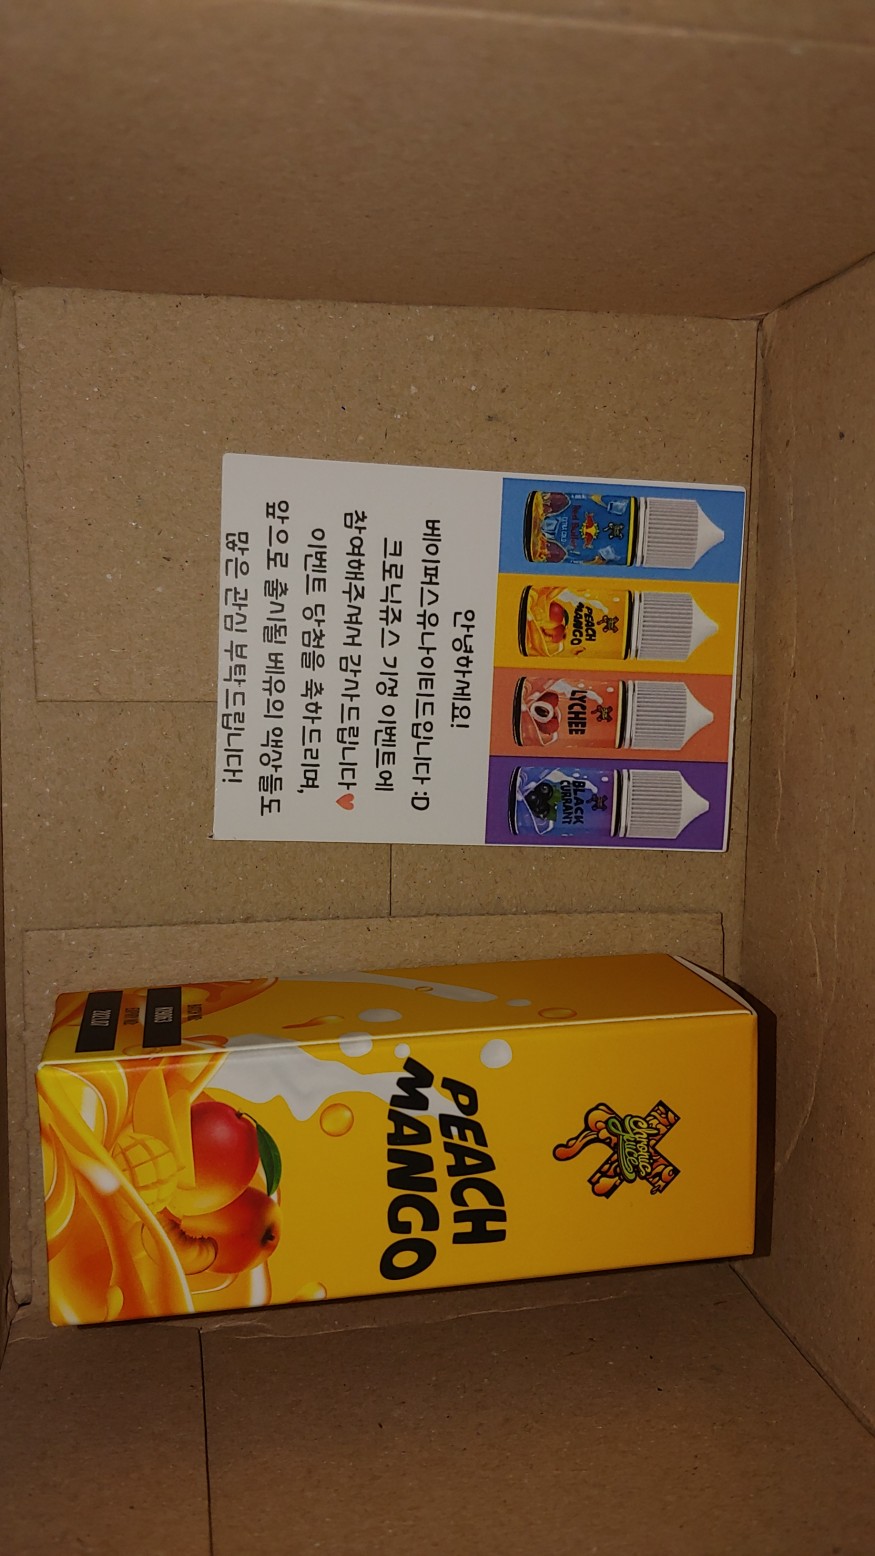 안녕하세요!
베이퍼스유나이티드입니다 :D
크로닉쥬스 기성 이벤트에
참여해주셔서 감사드립니다♥
이벤트 당첨을 축하드리며,
앞으로 출시될 베유의 액상들도
많은 관심 부탁드립니다!
PEACH
MANGO
LYCHEE
BLACK
CURRANT
Chronic
Juice
PEACH
MANGO